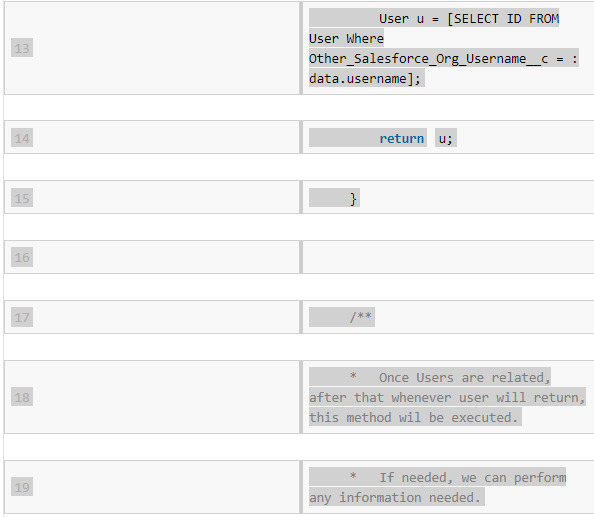 13
User u = [SELECT ID FROM
User Where
Other_Salesforce_Org_Username__c = :
data.username];
14
return u;
15
}
16
17
/**
18
* Once Users are related,
after that whenever user will return,
this method wil be executed.
19
* If needed, we can perform
any information needed.